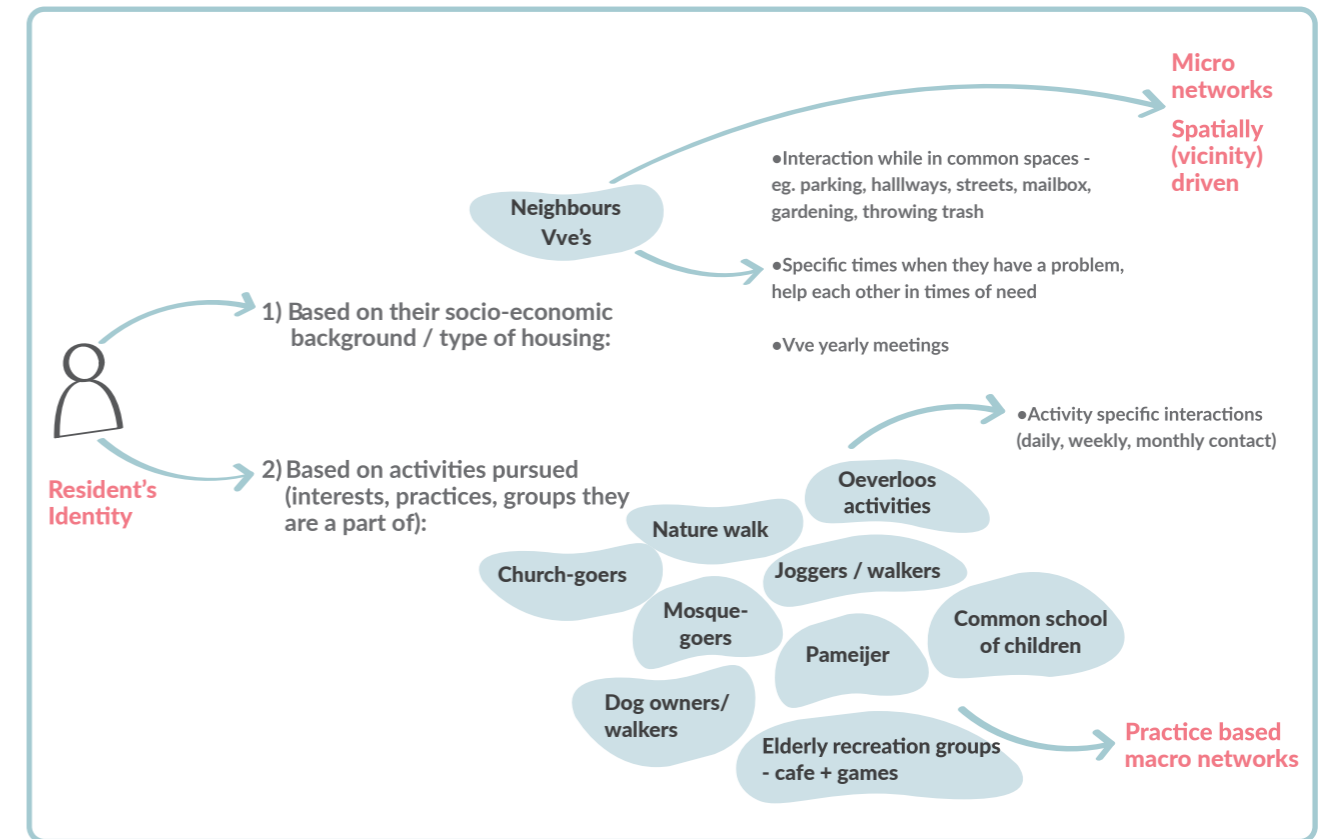 Micro
networks
Spatially
(vicinity)
driven
●Interaction while in common spaces -
eg. parking, halllways, streets, mailbox,
gardening, throwing trash
Neighbours
Vve's
●Specific times when they have a problem,
help each other in times of need
●Vve yearly meetings
1) Based on their socio-economic
background / type of housing:
Resident's
Identity
2) Based on activities pursued
(interests, practices, groups they
are a part of):
●Activity specific interactions
(daily, weekly, monthly contact)
Oeverloos
activities
Nature walk
Church-goers
Joggers / walkers
Mosque-
goers
Common school
of children
Pameijer
Dog owners/
walkers
Elderly recreation groups
- cafe + games
Practice based
macro networks